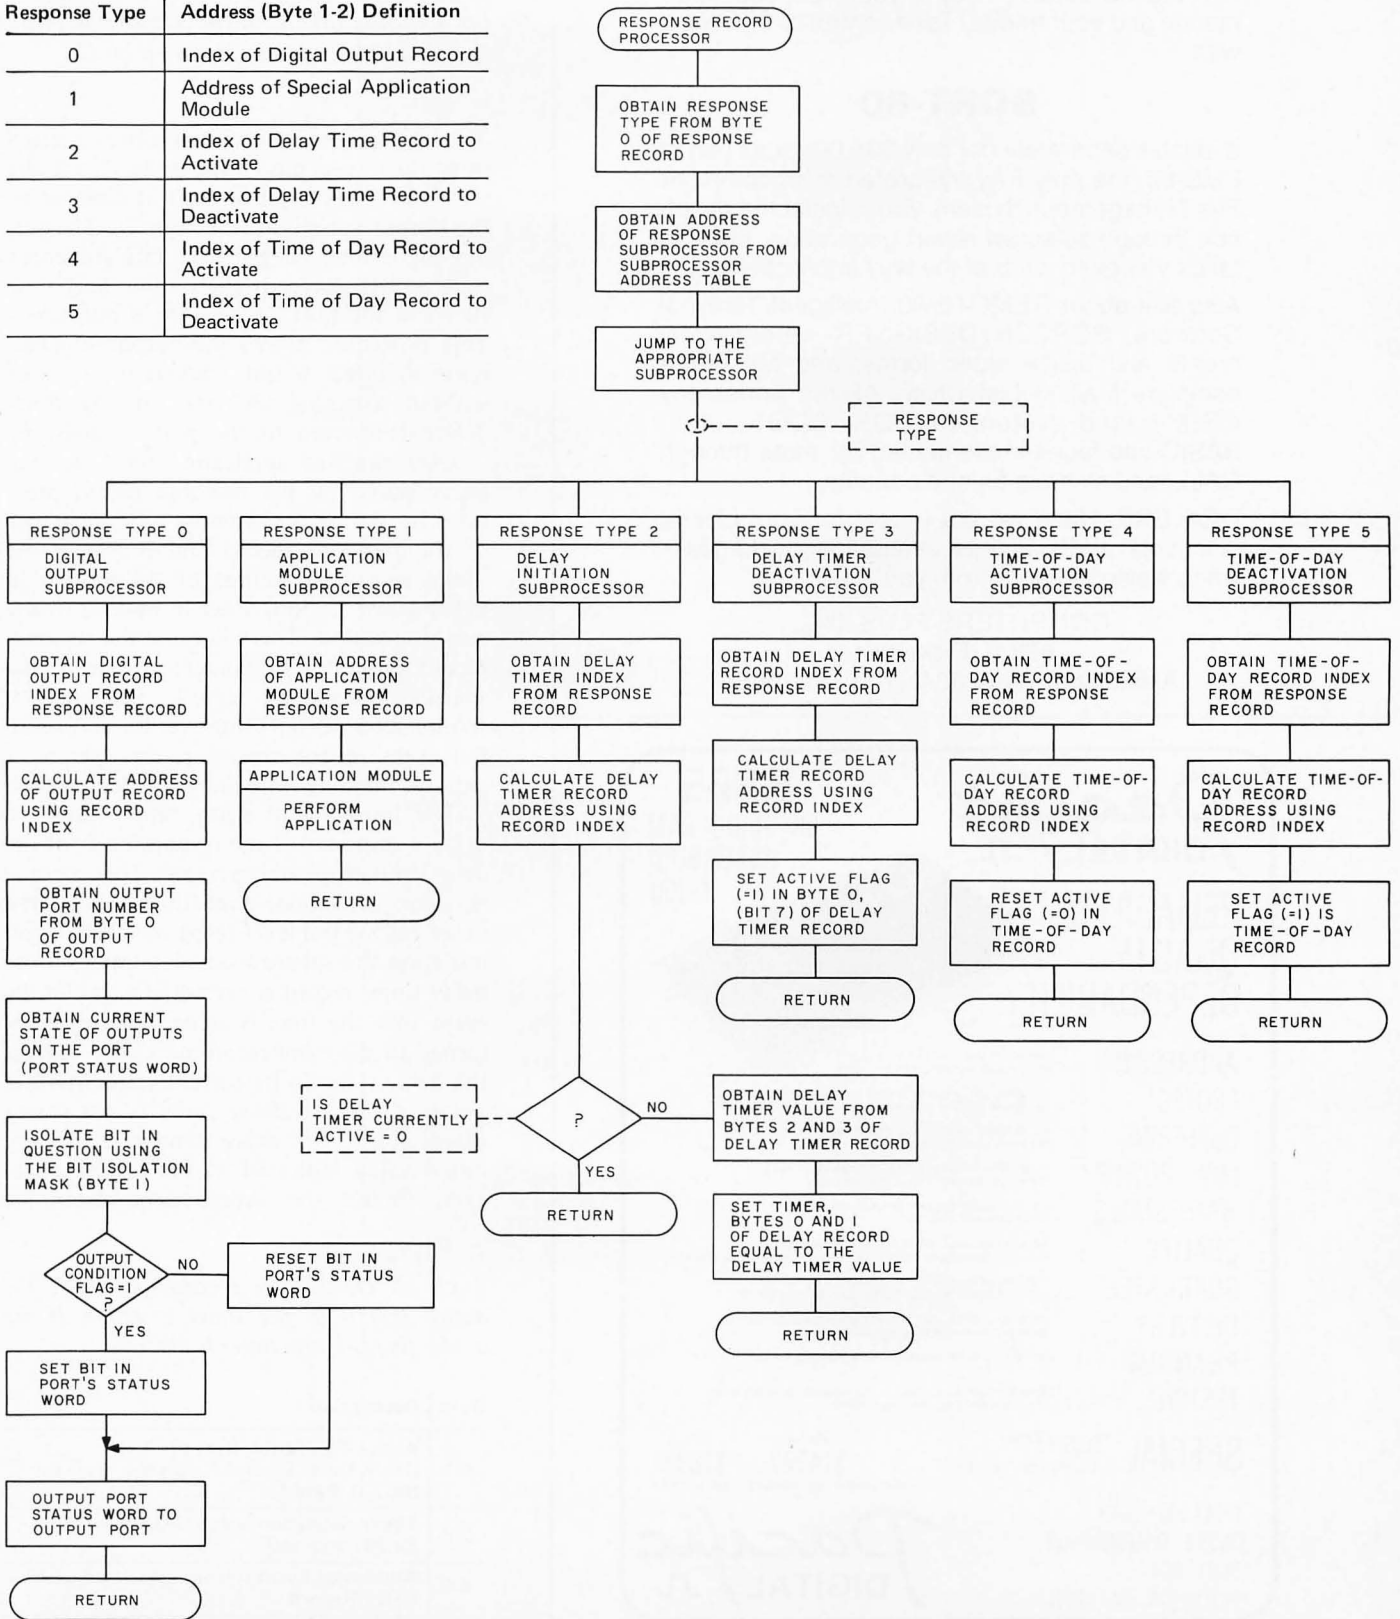 Response Type Address (Byte 1-2) Definition
0 Index of Digital Output Record
1 Address of Special Application
Module
2 Index of Delay Time Record to
Activate
3 Index of Delay Time Record to
Deactivate
4 Index of Time of Day Record to
Activate
5 Index of Time of Day Record to
Deactivate
RESPONSE RECORD
PROCESSOR
OBTAIN RESPONSE
TYPE FROM BYTE
0 OF RESPONSE
RECORD
OBTAIN ADDRESS
OF RESPONSE
SUBPROCESSOR FROM
SUBPROCESSOR
ADDRESS TABLE
JUMP TO THE
APPROPRIATE
SUBPROCESSOR
RESPONSE
TYPE
RESPONSE TYPE 0
DIGITAL
OUTPUT
SUBPROCESSOR
OBTAIN DIGITAL
OUTPUT RECORD
INDEX FROM
RESPONSE RECORD
CALCULATE ADDRESS
OF OUTPUT RECORD
USING RECORD
INDEX
OBTAIN OUTPUT
PORT NUMBER
FROM BYTE 0
OF OUTPUT
RECORD
OBTAIN CURRENT
STATE OF OUTPUTS
ON THE PORT
(PORT STATUS WORD)
ISOLATE BIT IN
QUESTION USING
THE BIT ISOLATION
MASK (BYTE 1)
OUTPUT
CONDITION
FLAG=1
?
NO
RESET BIT IN
PORT'S STATUS
WORD
YES
SET BIT IN
PORT'S STATUS
WORD
OUTPUT PORT
STATUS WORD TO
OUTPUT PORT
RETURN
RESPONSE TYPE 1
APPLICATION
MODULE
SUBPROCESSOR
OBTAIN ADDRESS
OF APPLICATION
MODULE FROM
RESPONSE RECORD
APPLICATION MODULE
PERFORM
APPLICATION
RETURN
RESPONSE TYPE 2
DELAY
INITIATION
SUBPROCESSOR
OBTAIN DELAY
TIMER INDEX
FROM RESPONSE
RECORD
CALCULATE DELAY
TIMER RECORD
ADDRESS USING
RECORD INDEX
IS DELAY
TIMER CURRENTLY
ACTIVE = 0
?
NO
YES
RETURN
OBTAIN DELAY
TIMER VALUE FROM
BYTES 2 AND 3 OF
DELAY TIMER RECORD
SET TIMER,
BYTES 0 AND 1
OF DELAY RECORD
EQUAL TO THE
DELAY TIMER VALUE
RETURN
RESPONSE TYPE 3
DELAY TIMER
DEACTIVATION
SUBPROCESSOR
OBTAIN DELAY TIMER
RECORD INDEX FROM
RESPONSE RECORD
CALCULATE DELAY
TIMER RECORD
ADDRESS USING
RECORD INDEX
SET ACTIVE FLAG
(=1) IN BYTE 0,
(BIT 7) OF DELAY
TIMER RECORD
RETURN
RESPONSE TYPE 4
TIME-OF-DAY
ACTIVATION
SUBPROCESSOR
OBTAIN TIME-OF-
DAY RECORD INDEX
FROM RESPONSE
RECORD
CALCULATE TIME-OF-
DAY RECORD
ADDRESS USING
RECORD INDEX
RESET ACTIVE
FLAG (=0) IN
TIME-OF-DAY
RECORD
RETURN
RESPONSE TYPE 5
TIME-OF-DAY
DEACTIVATION
SUBPROCESSOR
OBTAIN TIME-OF-
DAY RECORD INDEX
FROM RESPONSE
RECORD
CALCULATE TIME-OF-
DAY RECORD
ADDRESS USING
RECORD INDEX
SET ACTIVE
FLAG (=1) IS
TIME-OF-DAY
RECORD
RETURN